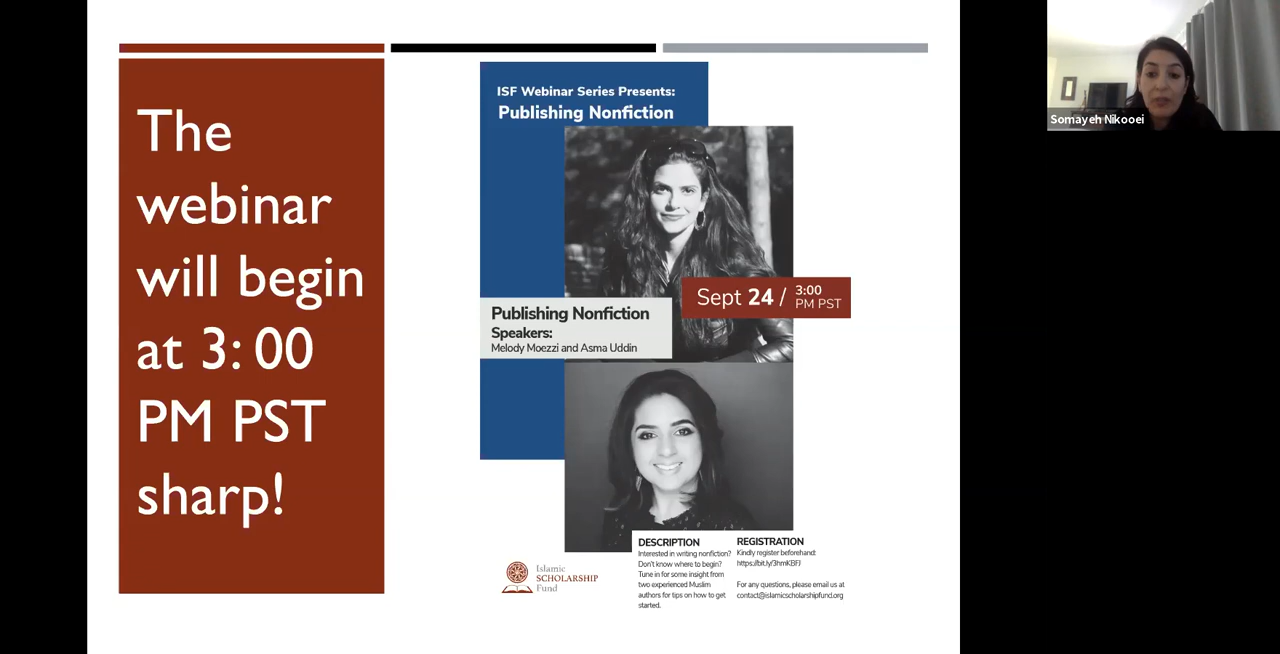 The
webinar
will begin
at 3: 00
PM PST
sharp!
ISF Webinar Series Presents:
Publishing Nonfiction
Sept 24 / 3:00
PM PST
Publishing Nonfiction
Speakers:
Melody Moezzi and Asma Uddin
DESCRIPTION
Interested in writing nonfiction?
Don't know where to begin?
Tune in for some insight from
two experienced Muslim
authors for tips on how to get
started.
REGISTRATION
Kindly register beforehand:
https://bit.ly/3hmKBFJ
For any questions, please email us at
contact@islamicscholarshipfund.org
Islamic
SCHOLARSHIP
Fund
Somayeh Nikooei